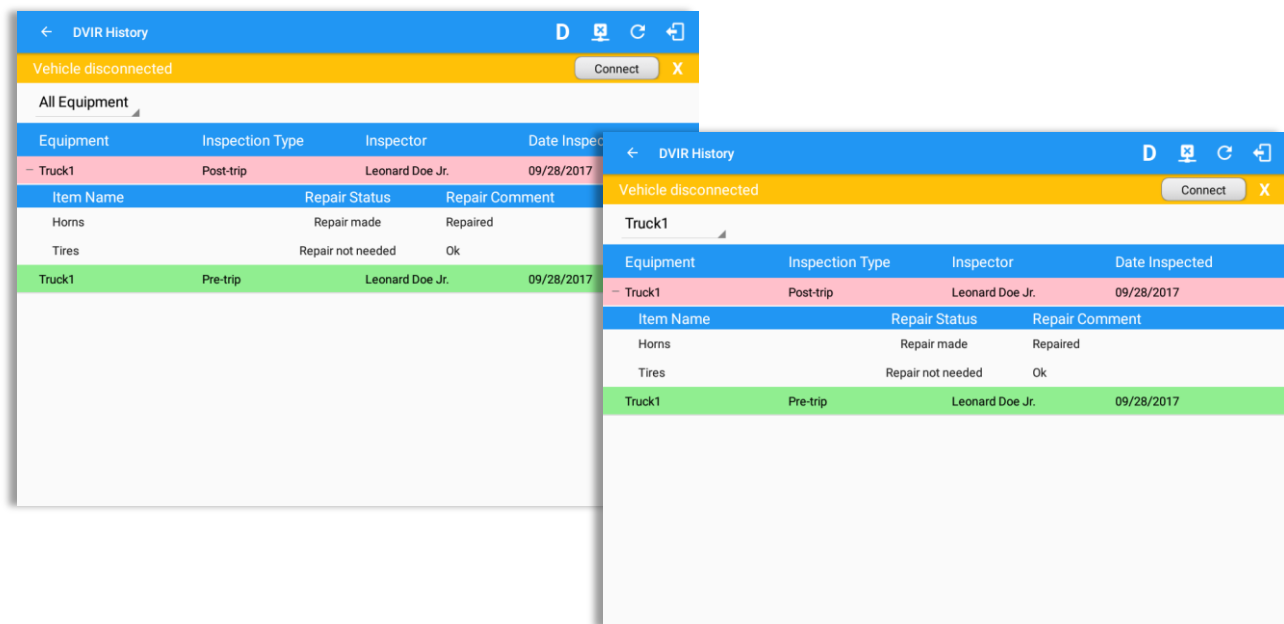 DVIR History D
Vehicle disconnected Connect X
All Equipment
Equipment Inspection Type Inspector Date Inspec
– Truck1 Post-trip Leonard Doe Jr. 09/28/2017
Item Name Repair Status Repair Comment
Horns Repair made Repaired
Tires Repair not needed Ok
Truck1 Pre-trip Leonard Doe Jr. 09/28/2017
DVIR History D
Vehicle disconnected Connect X
Truck1
Equipment Inspection Type Inspector Date Inspected
– Truck1 Post-trip Leonard Doe Jr. 09/28/2017
Item Name Repair Status Repair Comment
Horns Repair made Repaired
Tires Repair not needed Ok
Truck1 Pre-trip Leonard Doe Jr. 09/28/2017